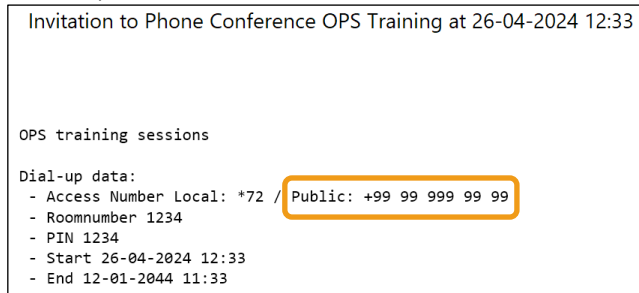 Invitation to Phone Conference OPS Training at 26-04-2024 12:33
OPS training sessions
Dial-up data:
- Access Number Local: *72 / Public: +99 99 999 99 99
- Roomnumber 1234
- PIN 1234
- Start 26-04-2024 12:33
- End 12-01-2044 11:33